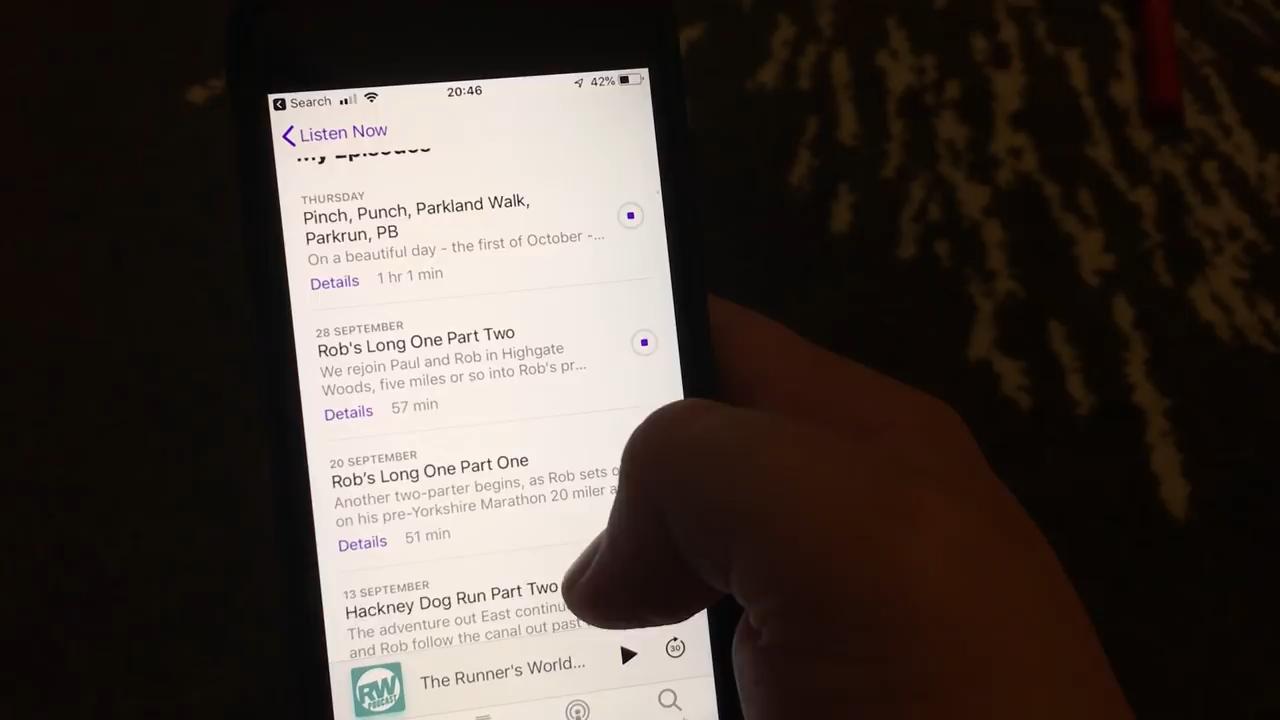 Search
20:46
42%
Listen Now
My Episodes
THURSDAY
Pinch, Punch, Parkland Walk,
Parkrun, PB
On a beautiful day - the first of October -...
Details 1 hr 1 min
28 SEPTEMBER
Rob's Long One Part Two
We rejoin Paul and Rob in Highgate
Woods, five miles or so into Rob's pr...
Details 57 min
20 SEPTEMBER
Rob's Long One Part One
Another two-parter begins, as Rob sets
on his pre-Yorkshire Marathon 20 miler
Details 51 min
13 SEPTEMBER
Hackney Dog Run Part Two
The adventure out East
and Rob follow the canal out past
RW
PODCAST
The Runner's World...
30